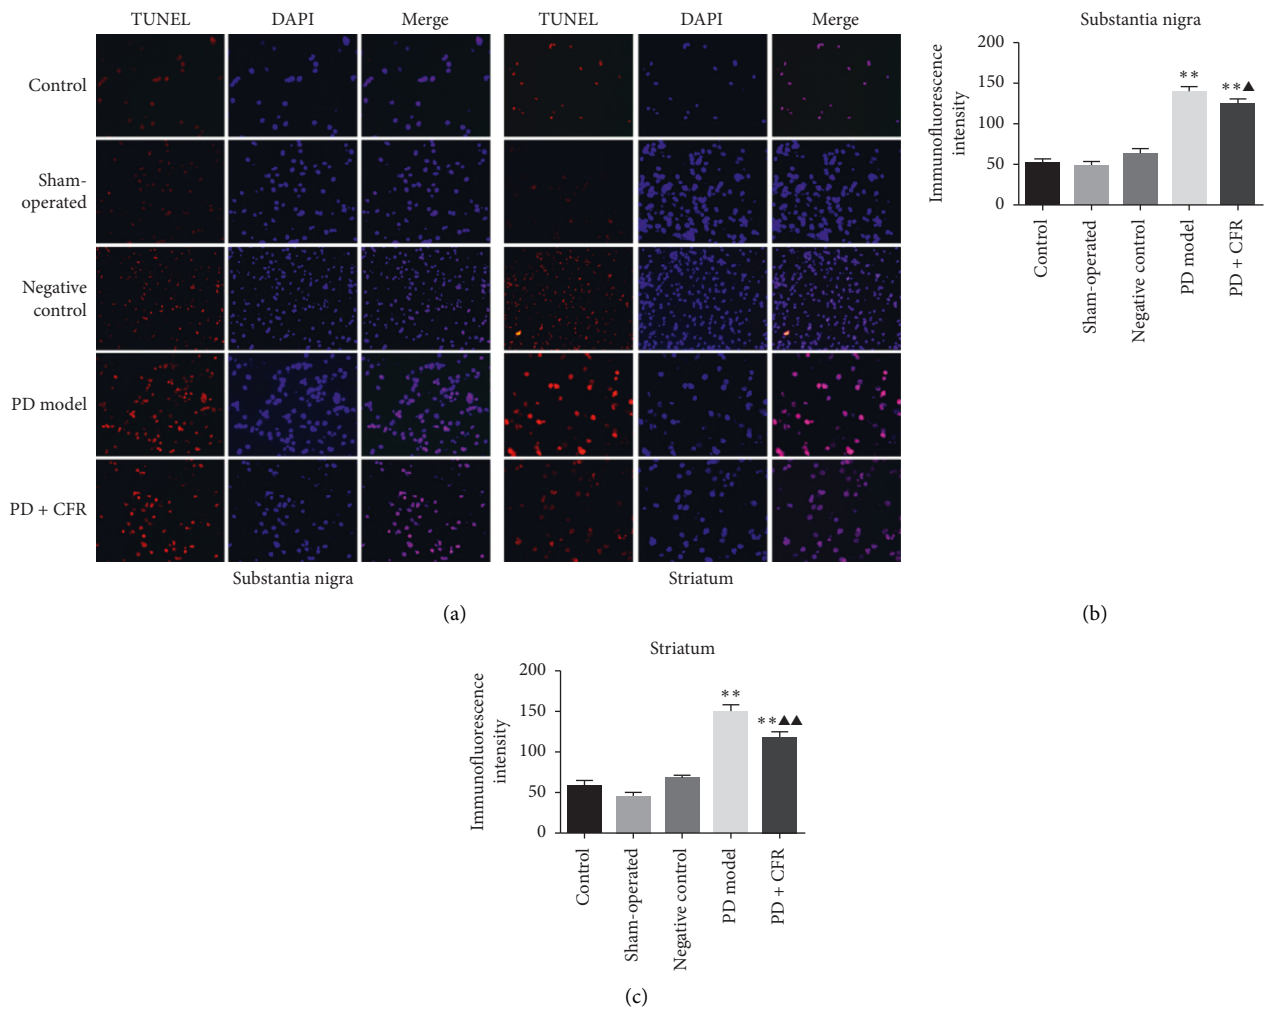 TUNEL DAPI Merge TUNEL DAPI Merge
Control
Sham-
operated
Negative
control
PD model
PD + CFR
Substantia nigra Striatum
(a)
Substantia nigra
Immunofluorescence
intensity
200
150
100
50
0
**
**▲
Control
Sham-operated
Negative control
PD model
PD + CFR
(b)
Striatum
Immunofluorescence
intensity
200
150
100
50
0
**
**▲▲
Control
Sham-operated
Negative control
PD model
PD + CFR
(c)